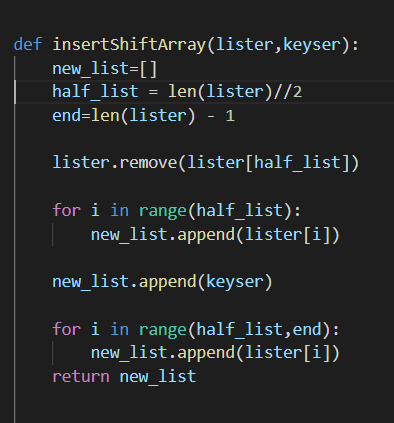 def insertShiftArray(lister,keyser):
    new_list=[]
    half_list = len(lister)//2
    end=len(lister) - 1
    lister.remove(lister[half_list])
    for i in range(half_list):
        new_list.append(lister[i])
    new_list.append(keyser)
    for i in range(half_list,end):
        new_list.append(lister[i])
    return new_list